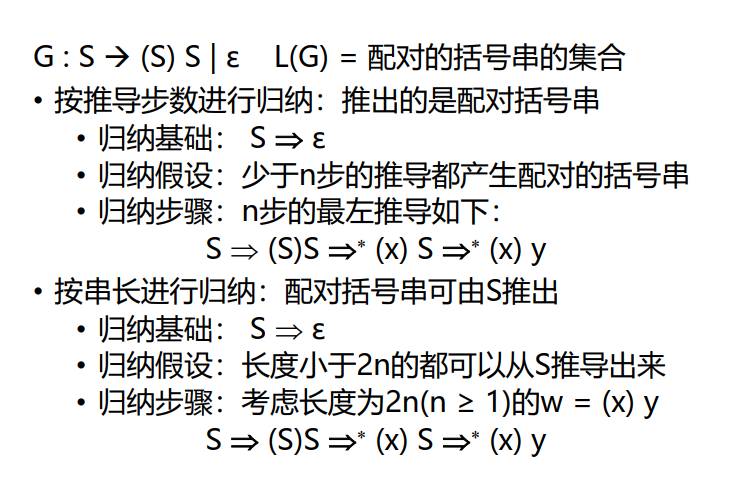 G : S → (S) S | ε L(G) = 配对的括号串的集合
• 按推导步数进行归纳：推出的是配对括号串
• 归纳基础： S ⇒ ε
• 归纳假设：少于n步的推导都产生配对的括号串
• 归纳步骤：n步的最左推导如下：
S ⇒ (S)S ⇒* (x) S ⇒* (x) y
• 按串长进行归纳：配对括号串可由S推出
• 归纳基础： S ⇒ ε
• 归纳假设：长度小于2n的都可以从S推导出来
• 归纳步骤：考虑长度为2n(n ≥ 1)的w = (x) y
S ⇒ (S)S ⇒* (x) S ⇒* (x) y